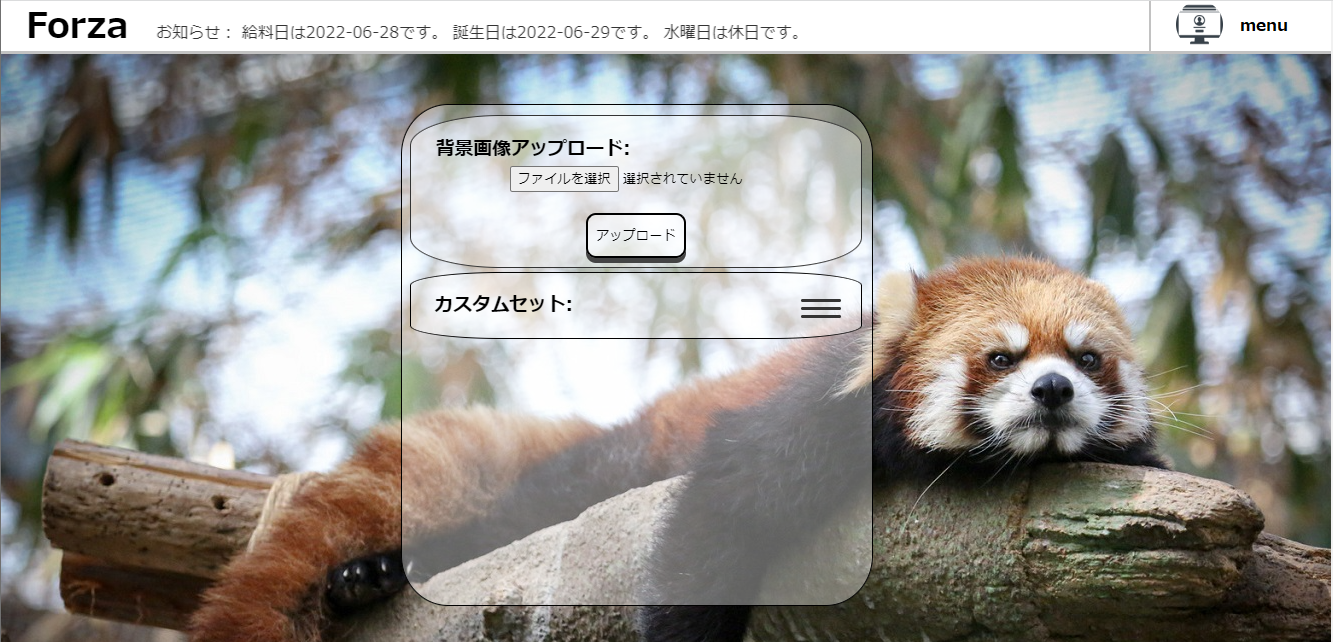 Forza
お知らせ： 給料日は2022-06-28です。 誕生日は2022-06-29です。 水曜日は休日です。
menu
背景画像アップロード:
ファイルを選択 選択されていません
アップロード
カスタムセット: